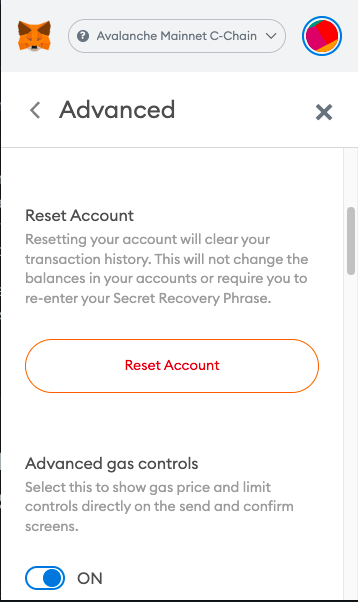 Avalanche Mainnet C-Chain
Advanced
Reset Account
Resetting your account will clear your
transaction history. This will not change the
balances in your accounts or require you to
re-enter your Secret Recovery Phrase.
Reset Account
Advanced gas controls
Select this to show gas price and limit
controls directly on the send and confirm
screens.
ON